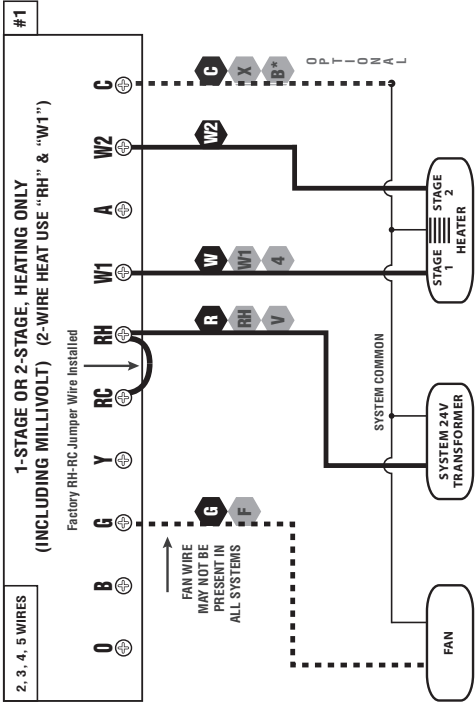 2, 3, 4, 5 WIRES
1-STAGE OR 2-STAGE, HEATING ONLY
(INCLUDING MILLIVOLT) (2-WIRE HEAT USE "RH" & "W1")
#1
Factory RH-RC Jumper Wire Installed
O
B
G
Y
RC
RH
W1
A
W2
C
FAN WIRE
MAY NOT BE
PRESENT IN
ALL SYSTEMS
G
F
R
RH
V
W
W1
4
W2
C
X
B*
OPTIONAL
SYSTEM COMMON
FAN
SYSTEM 24V
TRANSFORMER
STAGE
1
STAGE
2
HEATER